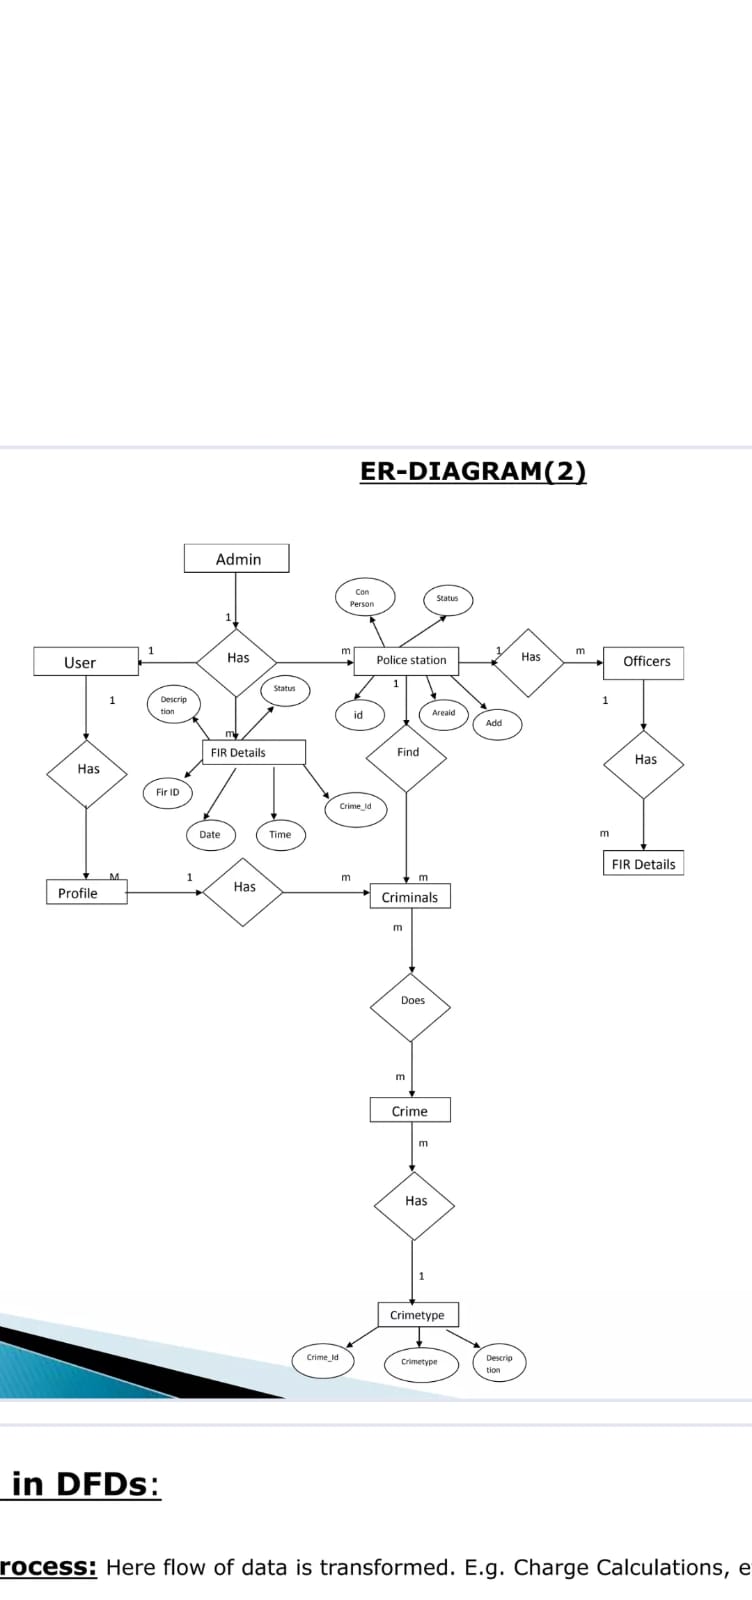 ER-DIAGRAM(2)
Admin
Con
Person
Status
1
1
Has
m
Police station
1
Has
m
Officers
User
Status
1
1
1
Descrip
tion
id
Areaid
Add
m
FIR Details
Find
Has
Has
Fir ID
Crime_Id
Date
Time
m
FIR Details
M
1
Has
m
m
Profile
Criminals
m
Does
m
Crime
m
Has
1
Crimetype
Crime_Id
Crimetype
Descrip
tion
in DFDs:
rocess: Here flow of data is transformed. E.g. Charge Calculations, e